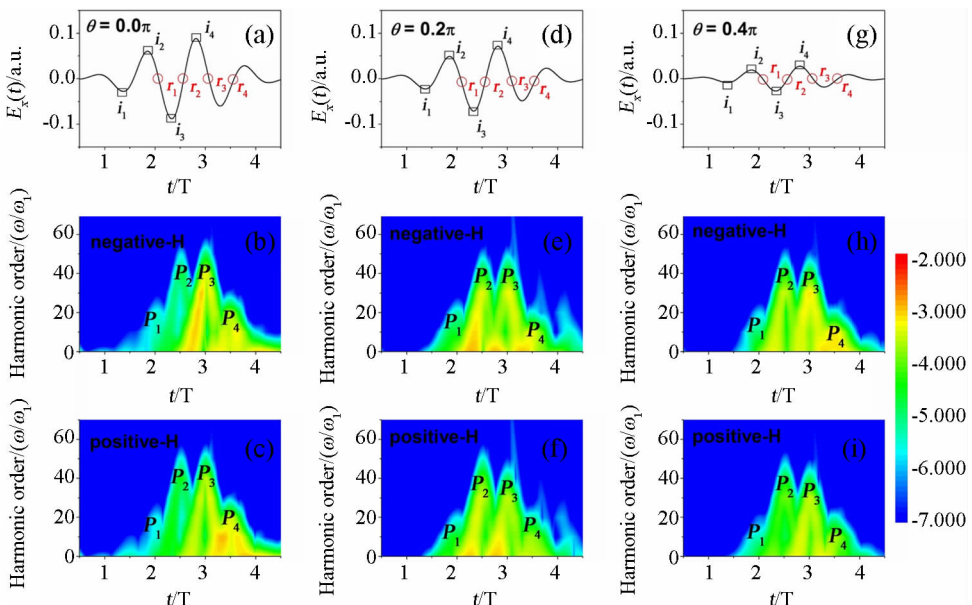 θ = 0.0π (a)
E_x(t)/a.u.
0.1
0.0
-0.1
i₁ i₂ i₃ i₄
r₁ r₂ r₃ r₄
1 2 3 4
t/T
θ = 0.2π (d)
E_x(t)/a.u.
0.1
0.0
-0.1
i₁ i₂ i₃ i₄
r₁ r₂ r₃ r₄
1 2 3 4
t/T
θ = 0.4π (g)
E_x(t)/a.u.
0.1
0.0
-0.1
i₁ i₂ i₃ i₄
r₁ r₂ r₃ r₄
1 2 3 4
t/T
negative-H (b)
Harmonic order/(ω/ω₁)
60
40
20
0
P₁ P₂ P₃ P₄
1 2 3 4
t/T
negative-H (e)
Harmonic order/(ω/ω₁)
60
40
20
0
P₁ P₂ P₃ P₄
1 2 3 4
t/T
negative-H (h)
Harmonic order/(ω/ω₁)
60
40
20
0
P₁ P₂ P₃ P₄
1 2 3 4
t/T
positive-H (c)
Harmonic order/(ω/ω₁)
60
40
20
0
P₁ P₂ P₃ P₄
1 2 3 4
t/T
positive-H (f)
Harmonic order/(ω/ω₁)
60
40
20
0
P₁ P₂ P₃ P₄
1 2 3 4
t/T
positive-H (i)
Harmonic order/(ω/ω₁)
60
40
20
0
P₁ P₂ P₃ P₄
1 2 3 4
t/T
-2.000
-3.000
-4.000
-5.000
-6.000
-7.000